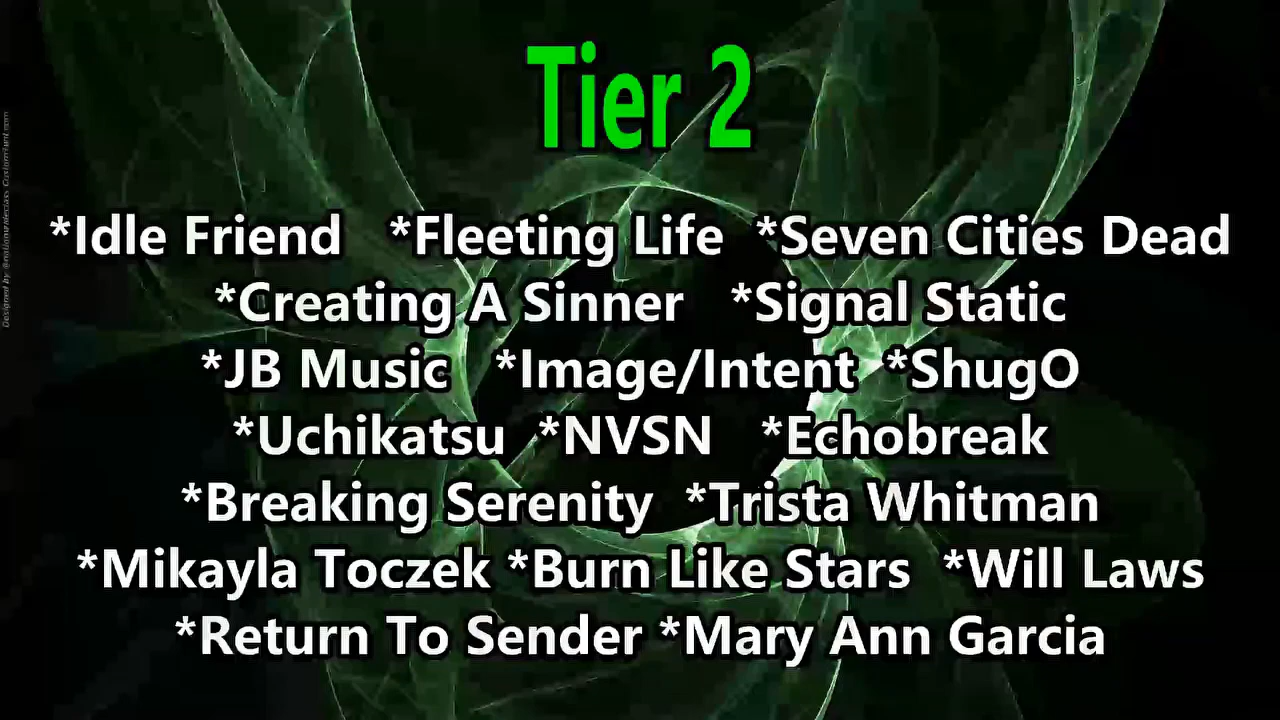 Tier 2
*Idle Friend *Fleeting Life *Seven Cities Dead
*Creating A Sinner *Signal Static
*JB Music *Image/Intent *ShugO
*Uchikatsu *NVSN *Echobreak
*Breaking Serenity *Trista Whitman
*Mikayla Toczek *Burn Like Stars *Will Laws
*Return To Sender *Mary Ann Garcia
Designed by